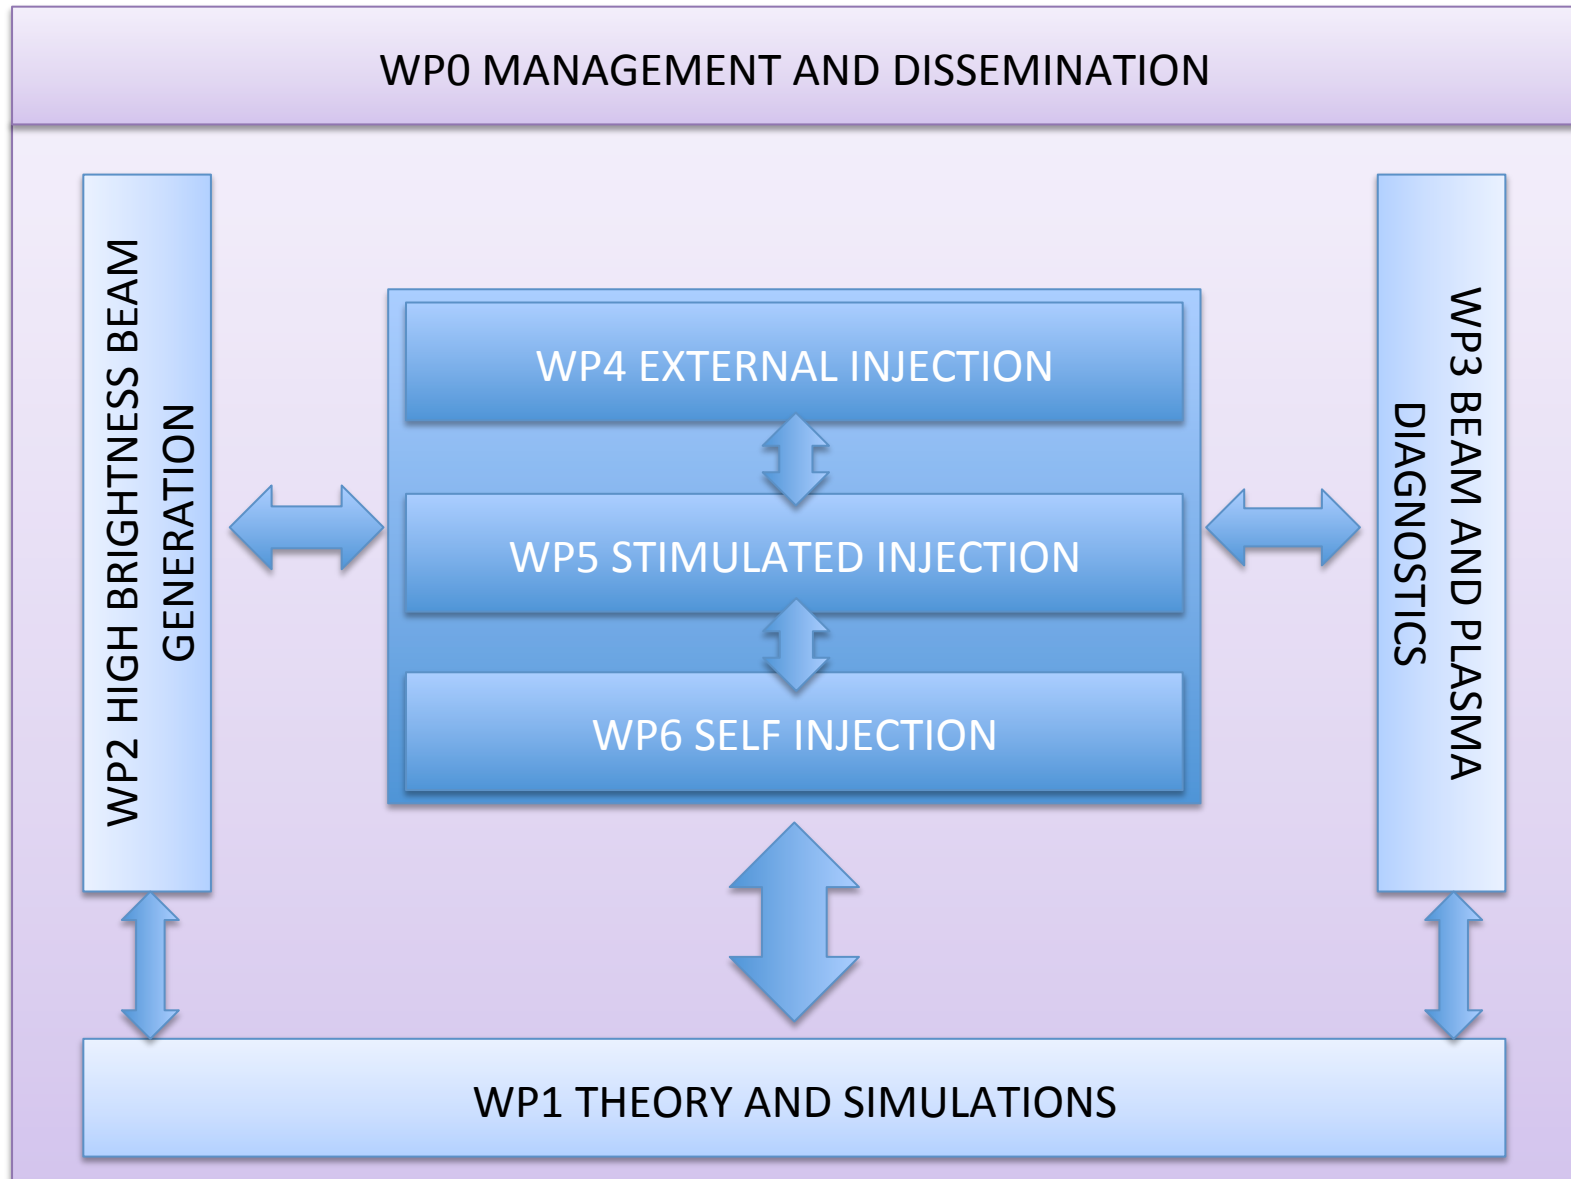 WP0 MANAGEMENT AND DISSEMINATION
WP2 HIGH BRIGHTNESS BEAM
GENERATION
WP4 EXTERNAL INJECTION
WP5 STIMULATED INJECTION
WP6 SELF INJECTION
WP3 BEAM AND PLASMA
DIAGNOSTICS
WP1 THEORY AND SIMULATIONS